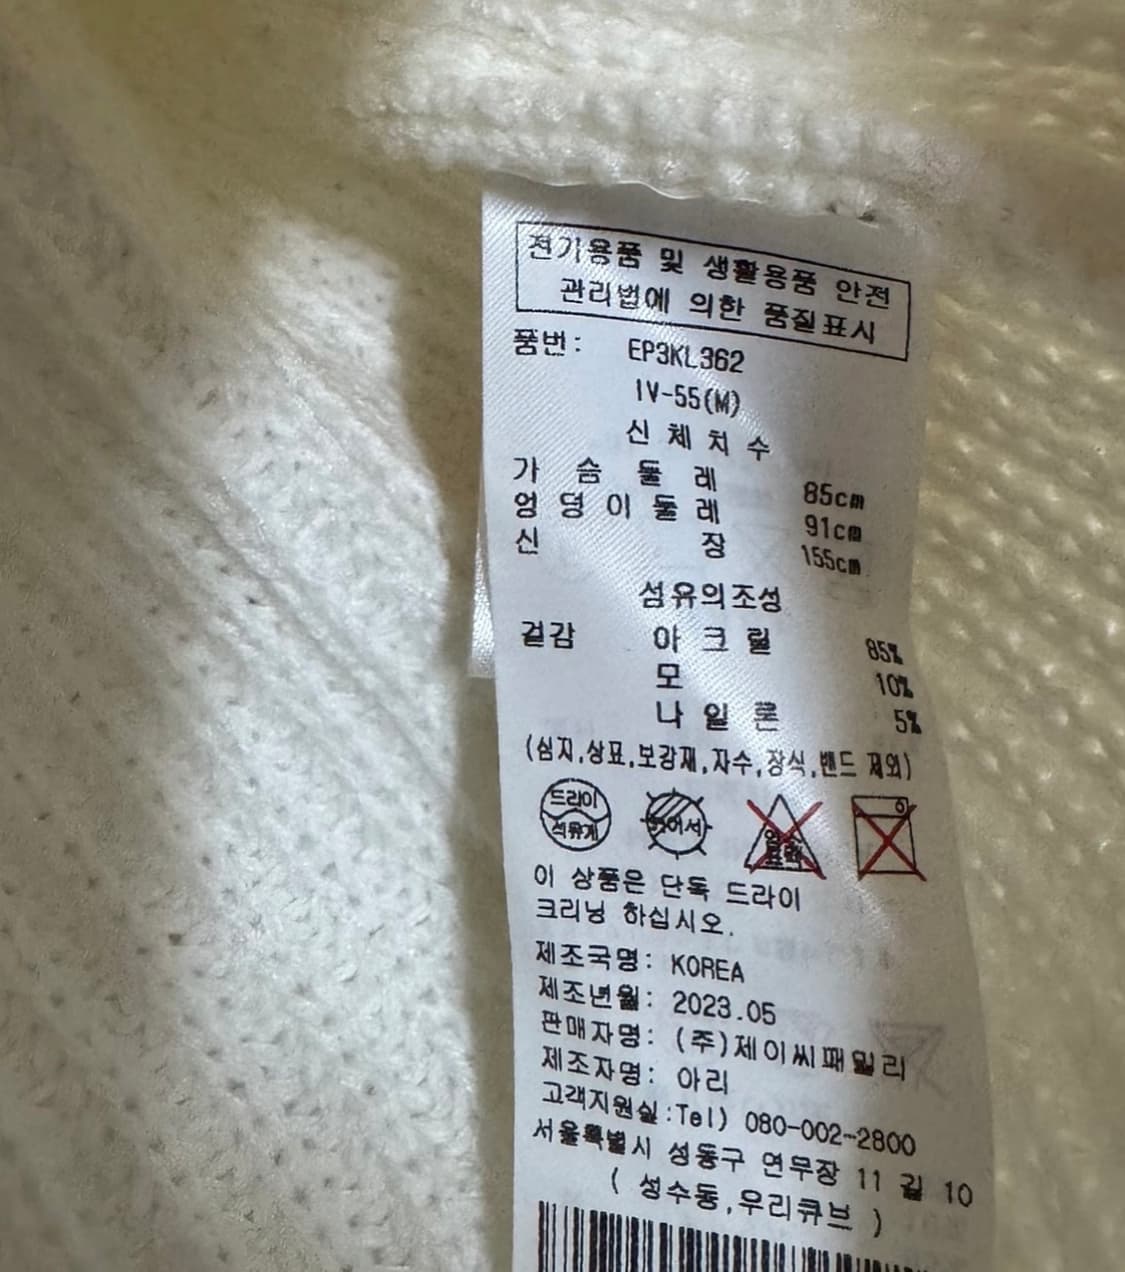 전기용품 및 생활용품 안전
관리법에 의한 품질표시
품번: EP3KL362
IV-55(M)
신 체 치 수
가 슴 둘 레 85cm
엉 덩 이 둘 레 91cm
신 장 155cm
섬유의조성
겉감 아 크 릴 85%
모 10%
나 일 론 5%
(심지,상표,보강재,자수,장식,밴드 제외)
드라이
석유계
뉘어서
염소
표백
이 상품은 단독 드라이
크리닝 하십시오.
제조국명: KOREA
제조년월: 2023.05
판매자명: (주)제이씨패밀리
제조자명: 아리
고객지원실:Tel) 080-002-2800
서울특별시 성동구 연무장 11 길 10
( 성수동,우리큐브 )